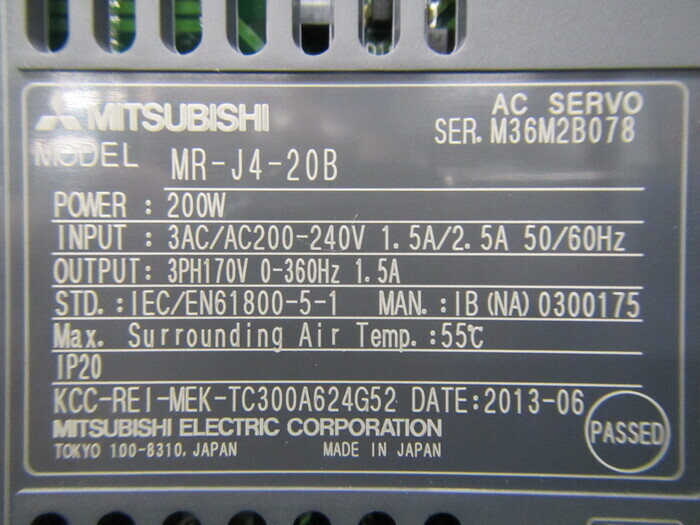 MITSUBISHI AC SERVO
SER. M36M2B078
MODEL MR-J4-20B
POWER : 200W
INPUT : 3AC/AC200-240V 1.5A/2.5A 50/60Hz
OUTPUT: 3PH170V 0-360Hz 1.5A
STD.: IEC/EN61800-5-1 MAN.: IB(NA)0300175
Max. Surrounding Air Temp.:55℃
IP20
KCC-REI-MEK-TC300A624G52 DATE:2013-06
MITSUBISHI ELECTRIC CORPORATION
TOKYO 100-8310, JAPAN MADE IN JAPAN
PASSED